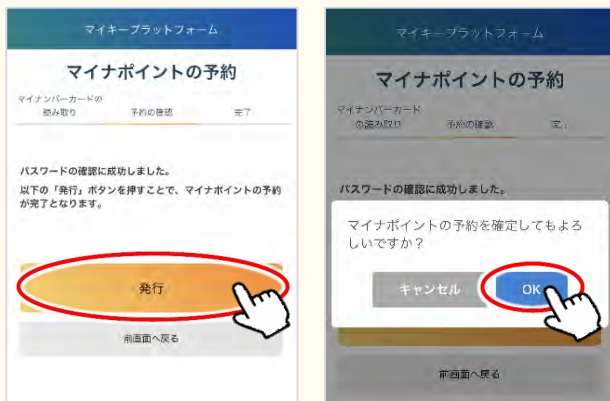 マイキープラットフォーム
マイナポイントの予約
マイナンバーカードの
読み取り
予約の確認
完了
パスワードの確認に成功しました。
以下の「発行」ボタンを押すことで、マイナポイントの予約
が完了となります。
発行
前画面へ戻る
マイキープラットフォーム
マイナポイントの予約
マイナンバーカード
の読み取り
予約の確認
完了
パスワードの確認に成功しました。
マイナポイントの予約を確定してもよろ
しいですか？
キャンセル
OK
前画面へ戻る